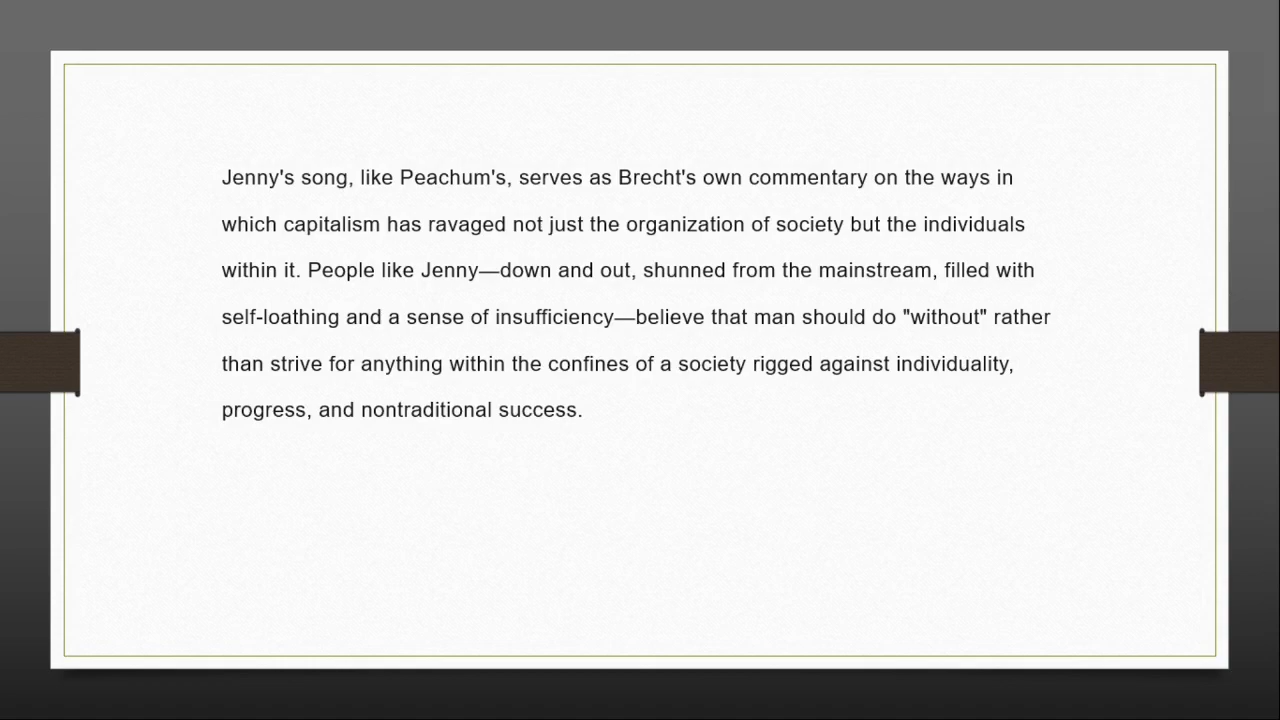 Jenny's song, like Peachum's, serves as Brecht's own commentary on the ways in
which capitalism has ravaged not just the organization of society but the individuals
within it. People like Jenny—down and out, shunned from the mainstream, filled with
self-loathing and a sense of insufficiency—believe that man should do "without" rather
than strive for anything within the confines of a society rigged against individuality,
progress, and nontraditional success.